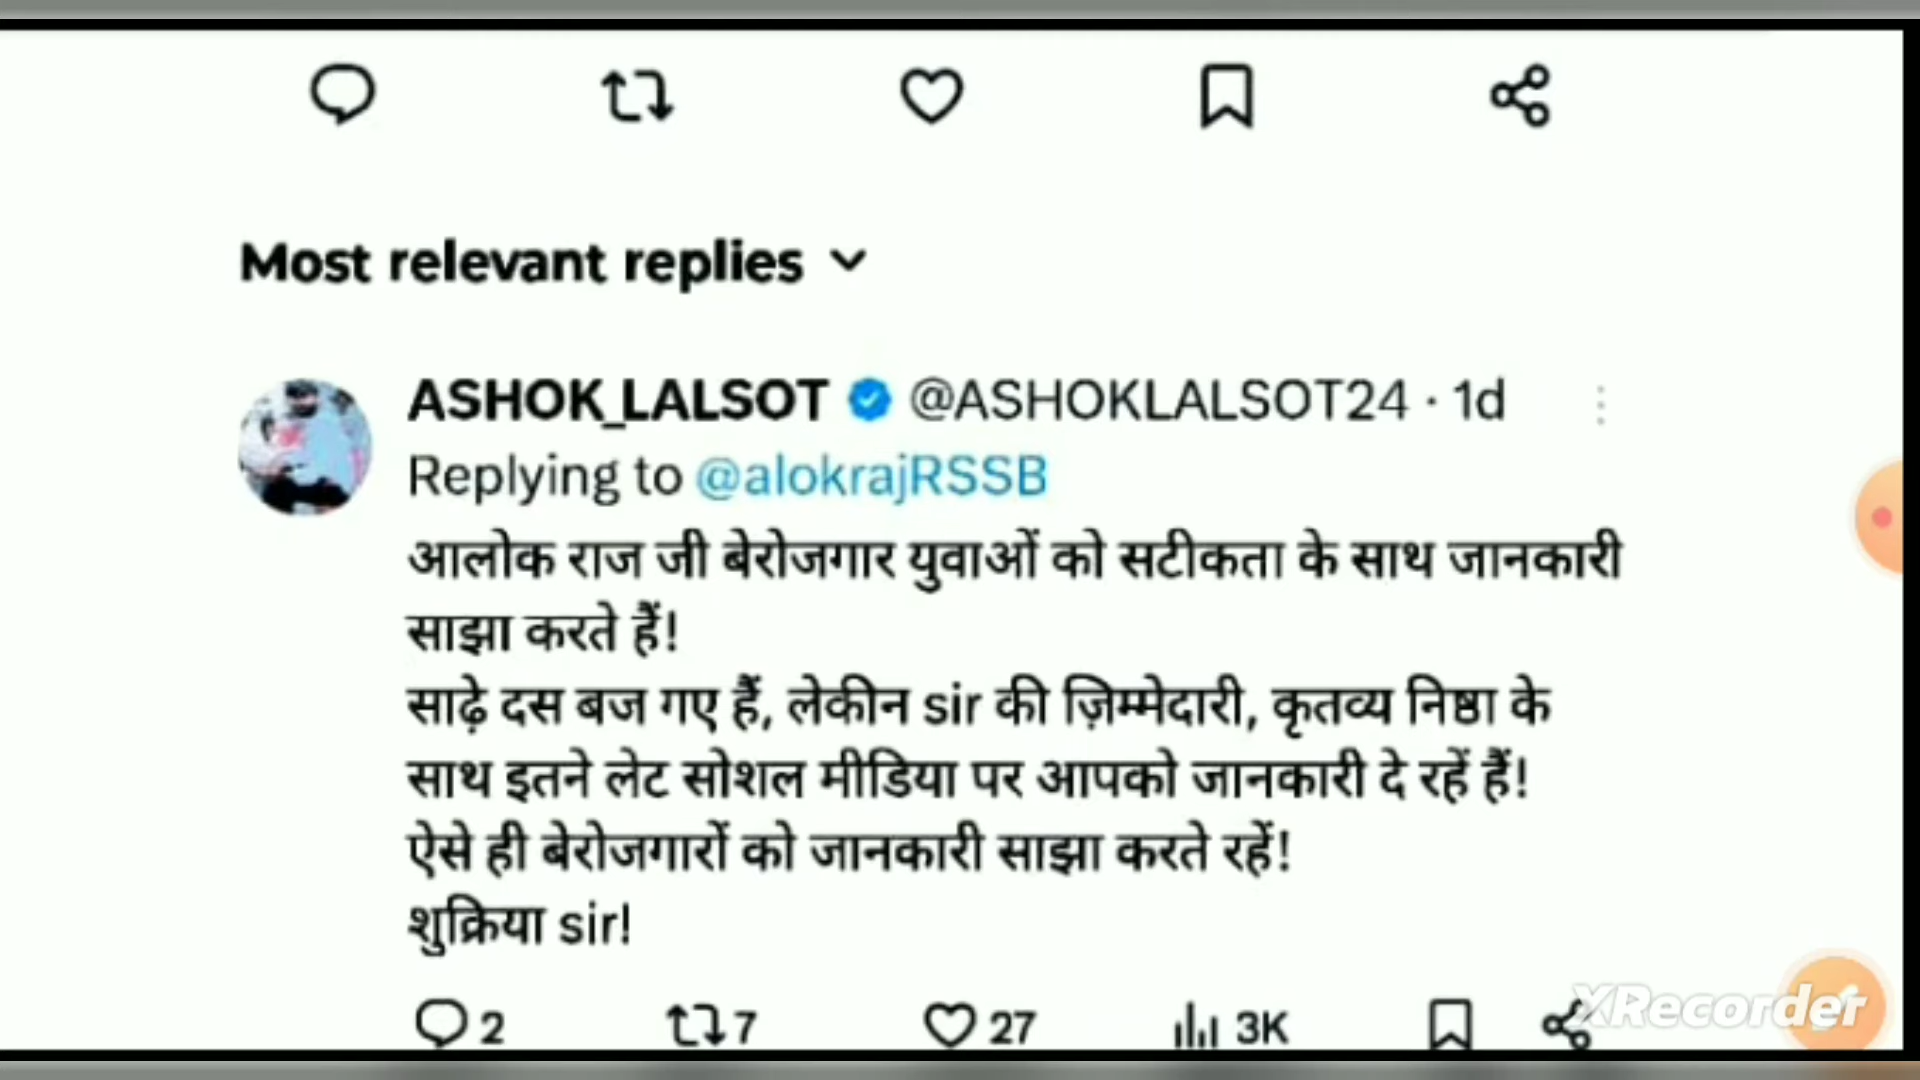 Most relevant replies
ASHOK_LALSOT @ASHOKLALSOT24 · 1d
Replying to @alokrajRSSB
आलोक राज जी बेरोजगार युवाओं को सटीकता के साथ जानकारी
साझा करते हैं!
साढ़े दस बज गए हैं, लेकीन sir की ज़िम्मेदारी, कृतव्य निष्ठा के
साथ इतने लेट सोशल मीडिया पर आपको जानकारी दे रहें हैं!
ऐसे ही बेरोजगारों को जानकारी साझा करते रहें!
शुक्रिया sir!
2 7 27 3K
XRecorder